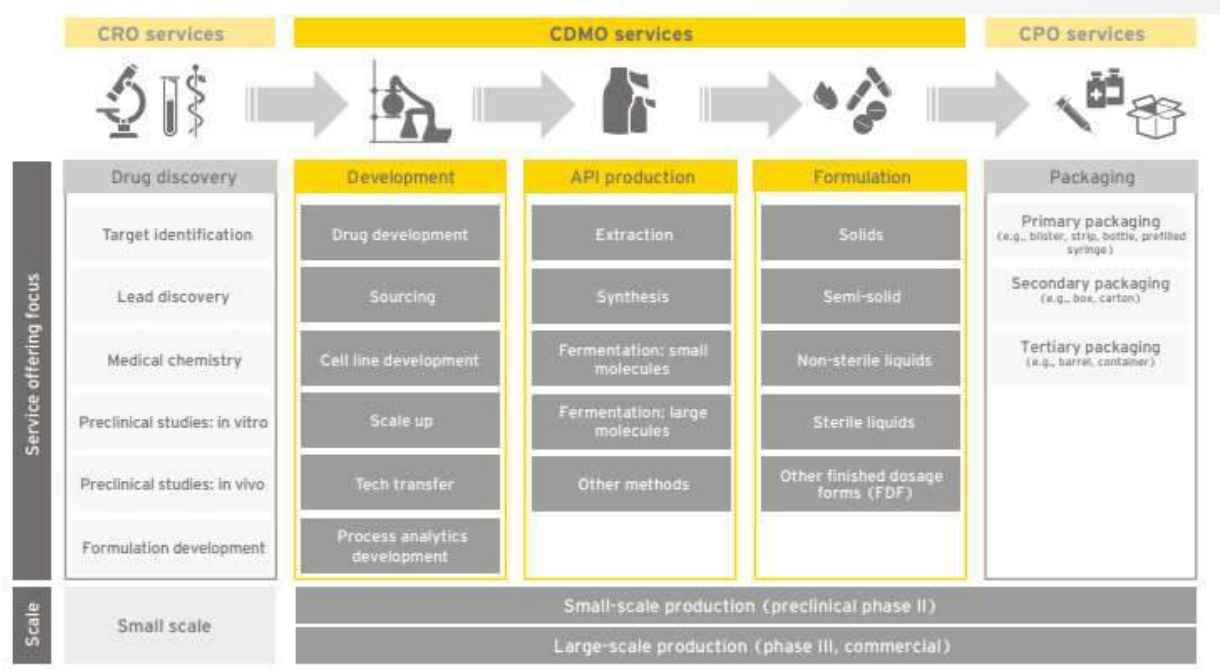 CRO services
CDMO services
CPO services
Drug discovery
Development
API production
Formulation
Packaging
Service offering focus
Target identification
Lead discovery
Medical chemistry
Preclinical studies: in vitro
Preclinical studies: in vivo
Formulation development
Drug development
Sourcing
Cell line development
Scale up
Tech transfer
Process analytics
development
Extraction
Synthesis
Fermentation: small
molecules
Fermentation: large
molecules
Other methods
Solids
Semi-solid
Non-sterile liquids
Sterile liquids
Other finished dosage
forms (FDF)
Primary packaging
(e.g., blister, strip, bottle, prefilled
syringe)
Secondary packaging
(e.g., box, carton)
Tertiary packaging
(e.g., barrel, container)
Scale
Small scale
Small-scale production (preclinical phase II)
Large-scale production (phase III, commercial)